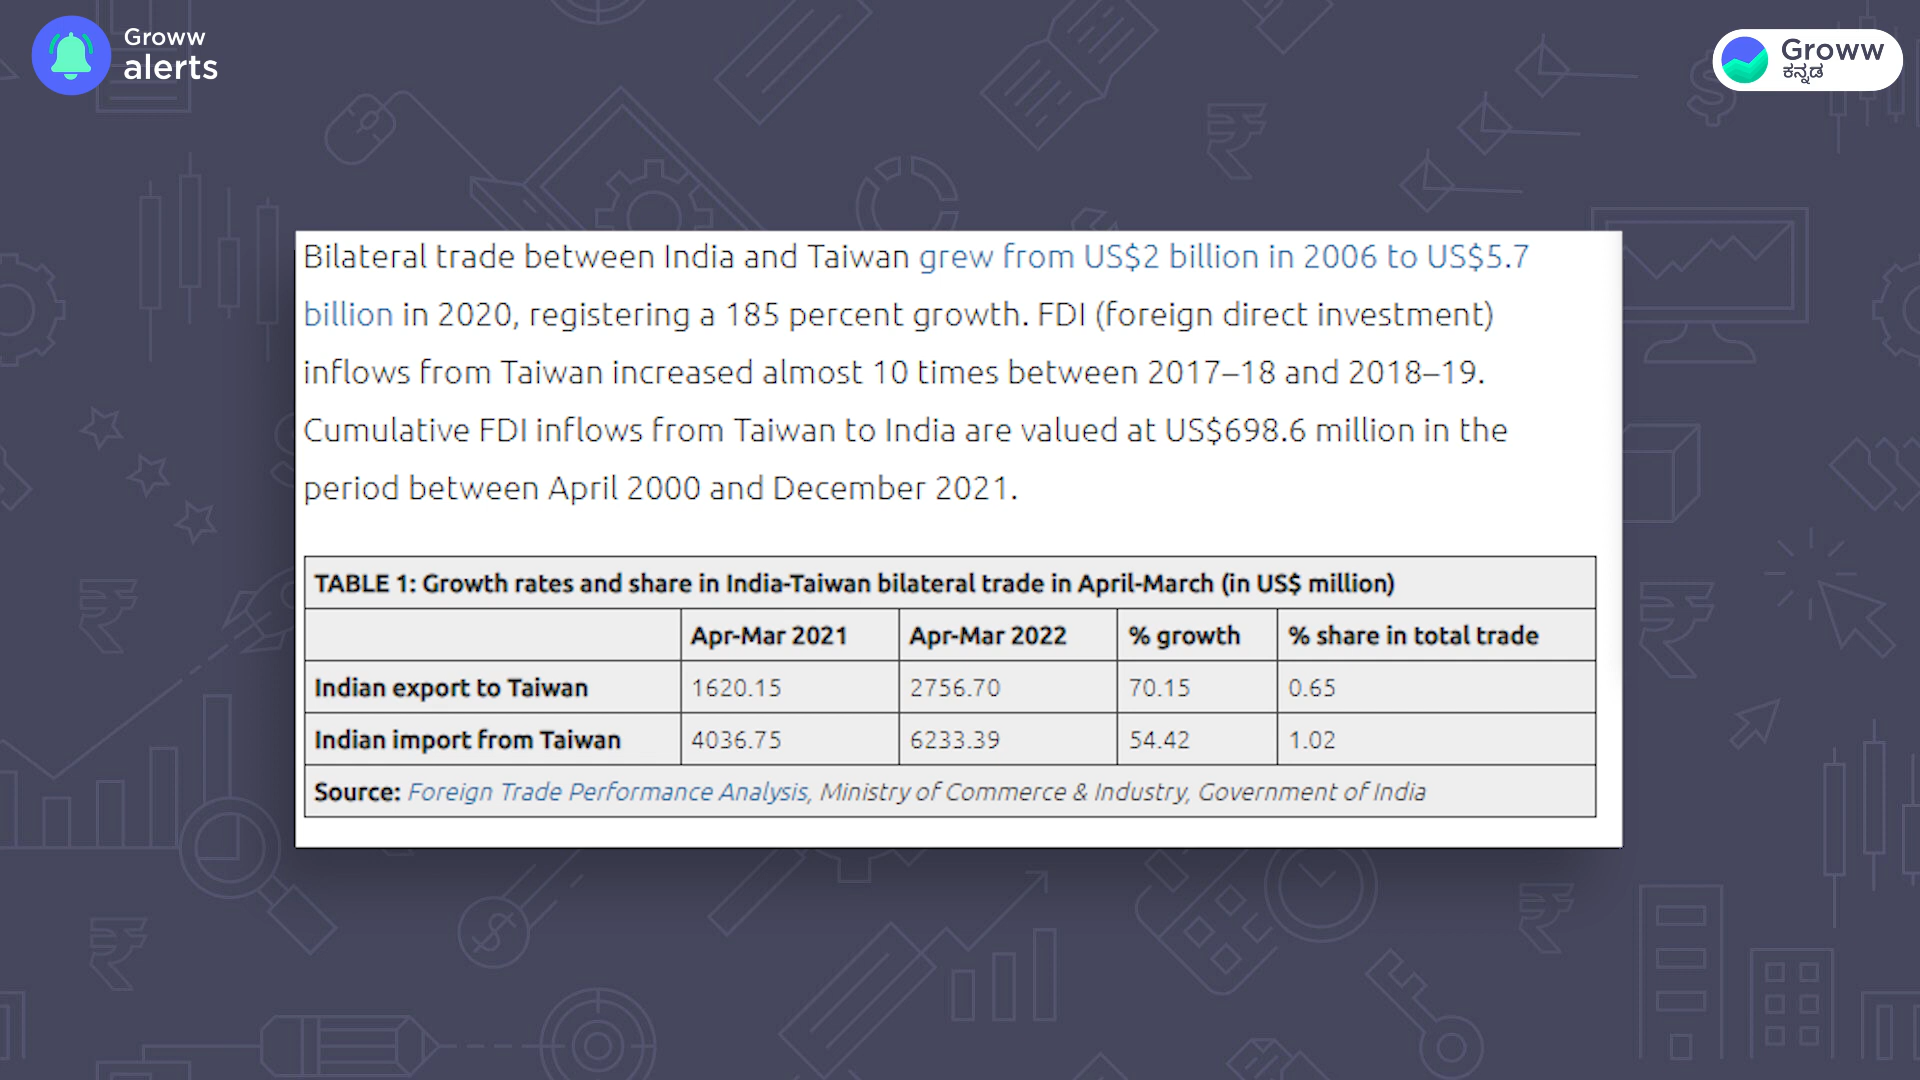 Groww
alerts
Groww
ಕನ್ನಡ
Bilateral trade between India and Taiwan grew from US$2 billion in 2006 to US$5.7
billion in 2020, registering a 185 percent growth. FDI (foreign direct investment)
inflows from Taiwan increased almost 10 times between 2017–18 and 2018–19.
Cumulative FDI inflows from Taiwan to India are valued at US$698.6 million in the
period between April 2000 and December 2021.
TABLE 1: Growth rates and share in India-Taiwan bilateral trade in April-March (in US$ million)
Apr-Mar 2021 Apr-Mar 2022 % growth % share in total trade
Indian export to Taiwan 1620.15 2756.70 70.15 0.65
Indian import from Taiwan 4036.75 6233.39 54.42 1.02
Source: Foreign Trade Performance Analysis, Ministry of Commerce & Industry, Government of India